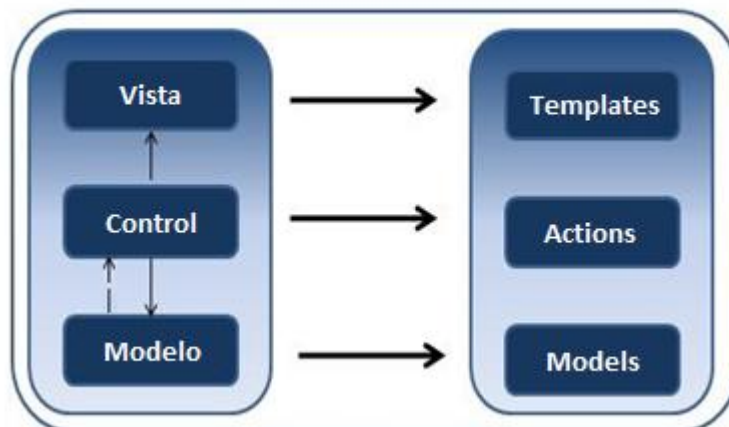 Vista
Templates
Control
Actions
Modelo
Models